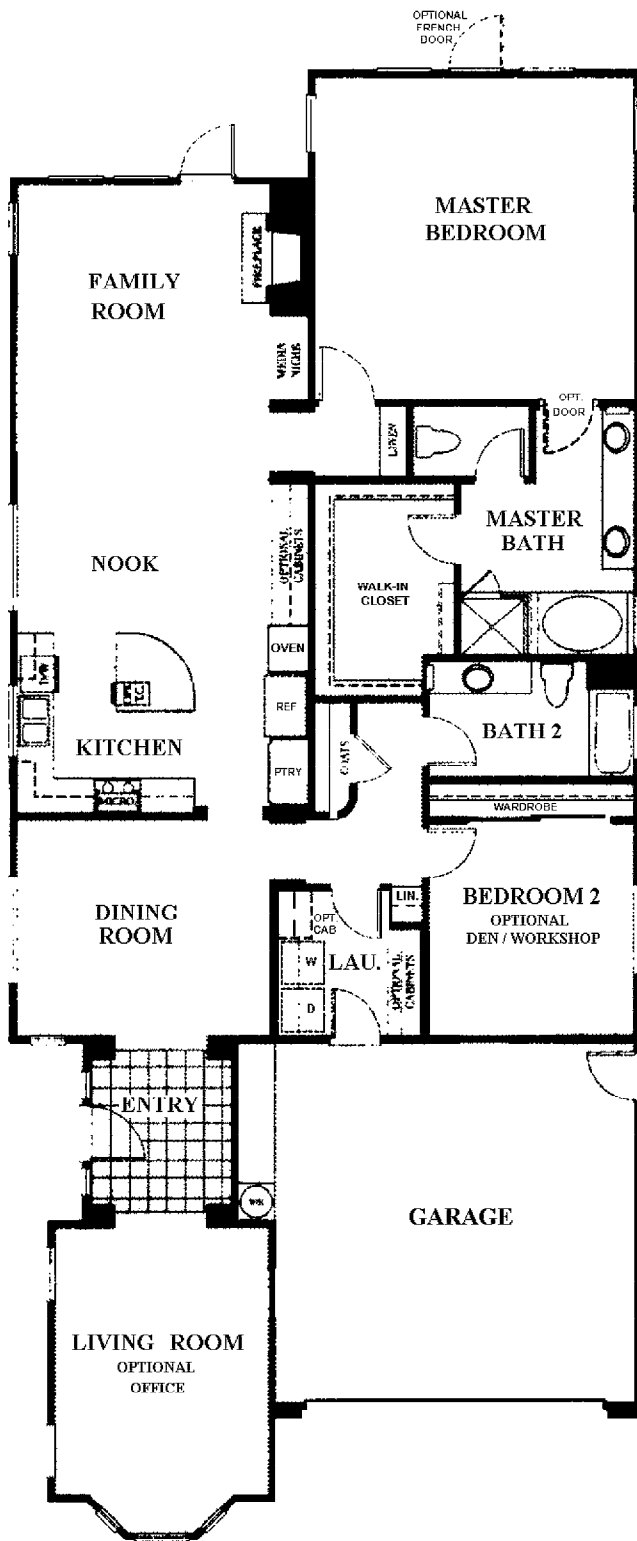 OPTIONAL
FRENCH
DOOR
MASTER
BEDROOM
FAMILY
ROOM
FIREPLACE
MEDIA
NICHE
OPT.
DOOR
LINEN
MASTER
BATH
NOOK
OPTIONAL
CABINETS
WALK-IN
CLOSET
OVEN
REF
KITCHEN
PTRY
MICRO
COATS
BATH 2
WARDROBE
DINING
ROOM
BEDROOM 2
OPTIONAL
DEN / WORKSHOP
LIN.
OPT.
CAB
LAU.
W
D
OPTIONAL
CABINETS
ENTRY
GARAGE
LIVING ROOM
OPTIONAL
OFFICE